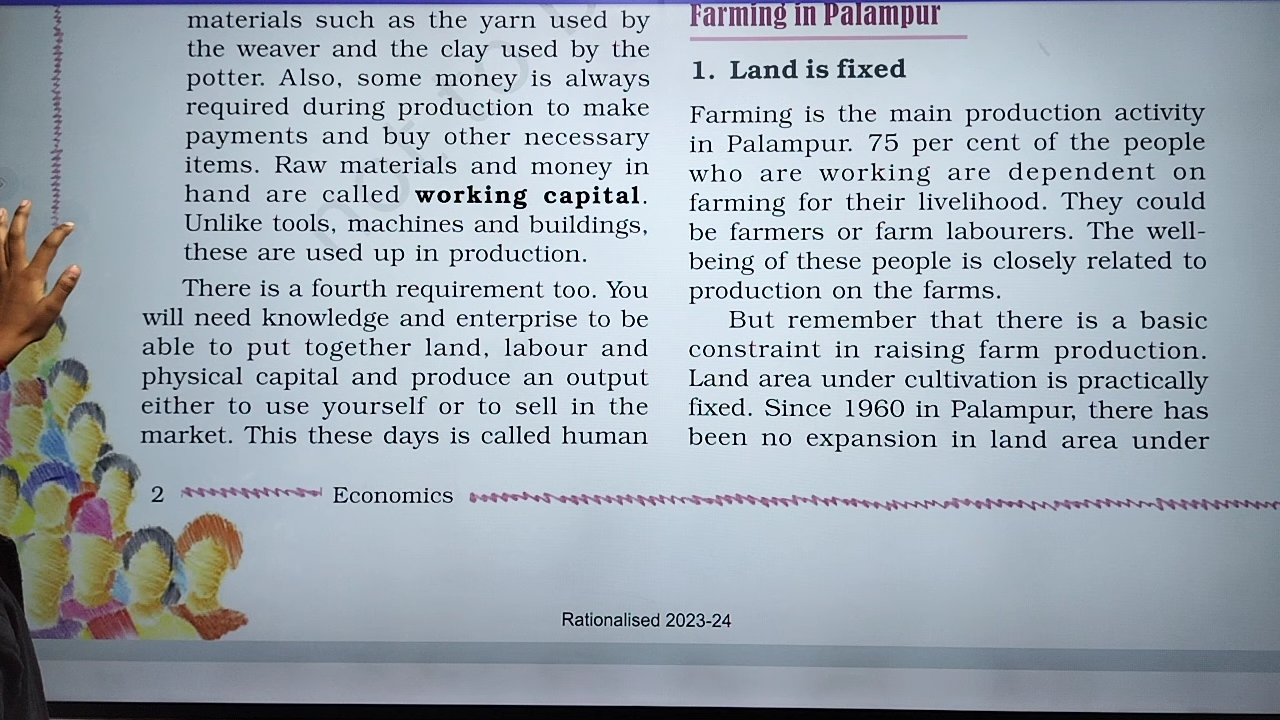 materials such as the yarn used by
the weaver and the clay used by the
potter. Also, some money is always
required during production to make
payments and buy other necessary
items. Raw materials and money in
hand are called working capital.
Unlike tools, machines and buildings,
these are used up in production.
There is a fourth requirement too. You
will need knowledge and enterprise to be
able to put together land, labour and
physical capital and produce an output
either to use yourself or to sell in the
market. This these days is called human
Farming in Palampur
1. Land is fixed
Farming is the main production activity
in Palampur. 75 per cent of the people
who are working are dependent on
farming for their livelihood. They could
be farmers or farm labourers. The well-
being of these people is closely related to
production on the farms.
But remember that there is a basic
constraint in raising farm production.
Land area under cultivation is practically
fixed. Since 1960 in Palampur, there has
been no expansion in land area under
2 Economics
Rationalised 2023-24